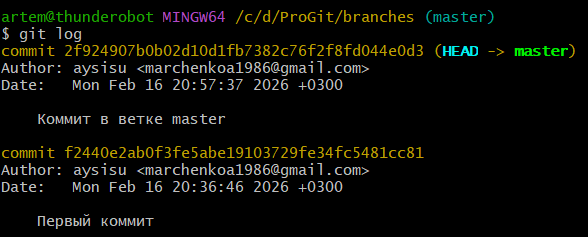 artem@thunderobot MINGW64 /c/d/ProGit/branches (master)
$ git log
commit 2f924907b0b02d10d1fb7382c76f2f8fd044e0d3 (HEAD -> master)
Author: aysisu <marchenkoa1986@gmail.com>
Date:   Mon Feb 16 20:57:37 2026 +0300
Коммит в ветке master
commit f2440e2ab0f3fe5abe19103729fe34fc5481cc81
Author: aysisu <marchenkoa1986@gmail.com>
Date:   Mon Feb 16 20:36:46 2026 +0300
Первый коммит